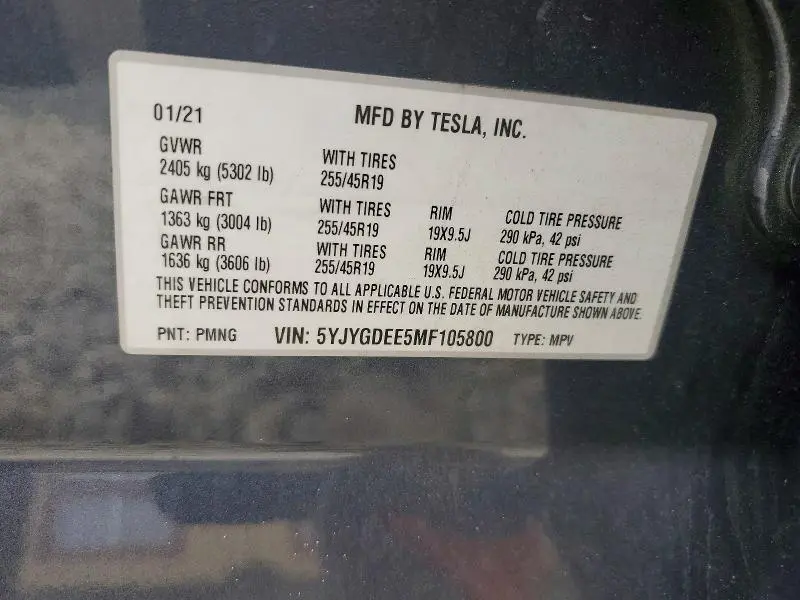 01/21 MFD BY TESLA, INC.
GVWR
2405 kg (5302 lb) WITH TIRES
255/45R19
GAWR FRT
1363 kg (3004 lb) WITH TIRES
255/45R19 RIM
19X9.5J COLD TIRE PRESSURE
290 kPa, 42 psi
GAWR RR
1636 kg (3606 lb) WITH TIRES
255/45R19 RIM
19X9.5J COLD TIRE PRESSURE
290 kPa, 42 psi
THIS VEHICLE CONFORMS TO ALL APPLICABLE U.S. FEDERAL MOTOR VEHICLE SAFETY AND
THEFT PREVENTION STANDARDS IN EFFECT ON THE DATE OF MANUFACTURE SHOWN ABOVE.
PNT: PMNG VIN: 5YJYGDEE5MF105800 TYPE: MPV